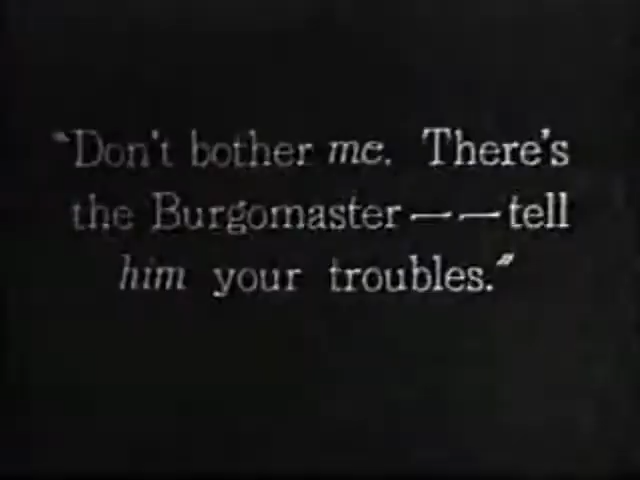 "Don't bother me. There's
the Burgomaster——tell
him your troubles."